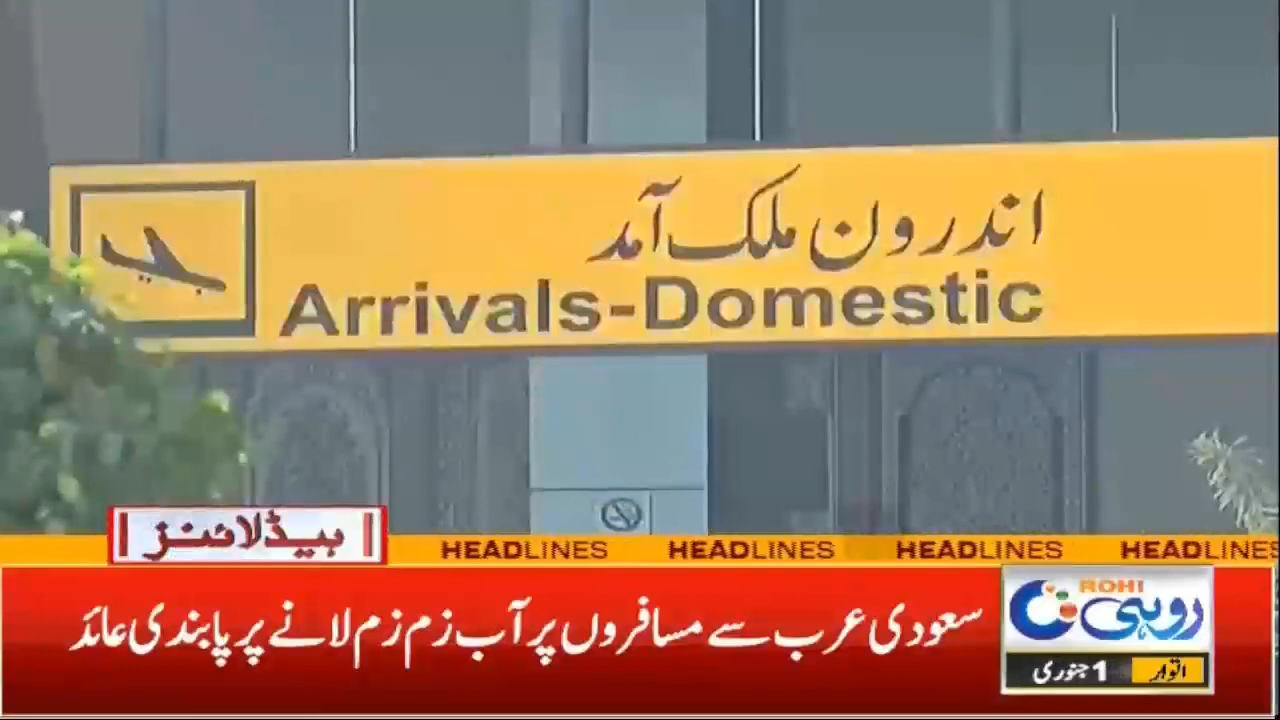 اندرون ملک آمد
Arrivals-Domestic
ہیڈلائنز
HEADLINES HEADLINES HEADLINES HEADLINES
سعودی عرب سے مسافروں پر آب زم زم لانے پر پابندی عائد
ROHI
روہی
اتوار 1 جنوری